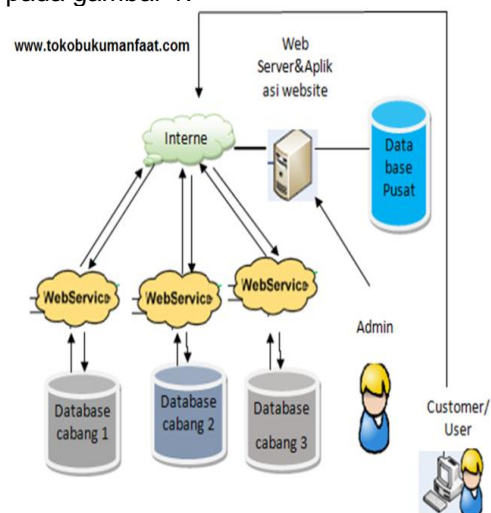 pada gambar 1.
www.tokobukumanfaat.com
Web
Server&Aplik
asi website
Interne
Data
base
Pusat
WebService
WebService
WebService
Admin
Database
cabang 1
Database
cabang 2
Database
cabang 3
Customer/
User